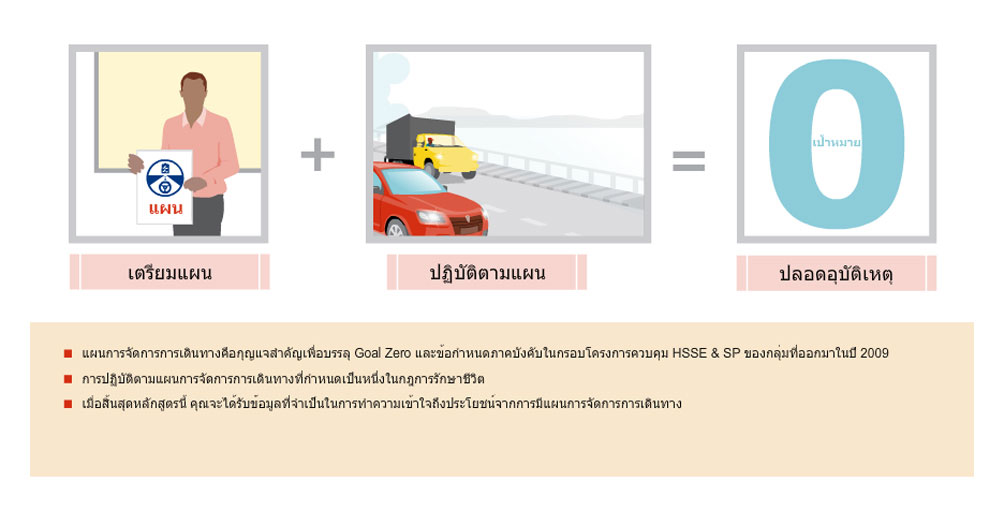 แผน
0
เป้าหมาย
เตรียมแผน
ปฏิบัติตามแผน
ปลอดอุบัติเหตุ
แผนการจัดการการเดินทางคือกุญแจสำคัญเพื่อบรรลุ Goal Zero และข้อกำหนดภาคบังคับในกรอบโครงการควบคุม HSSE & SP ของกลุ่มที่ออกมาในปี 2009
การปฏิบัติตามแผนการจัดการการเดินทางที่กำหนดเป็นหนึ่งในกฎการรักษาชีวิต
เมื่อสิ้นสุดหลักสูตรนี้ คุณจะได้รับข้อมูลที่จำเป็นในการทำความเข้าใจถึงประโยชน์จากการมีแผนการจัดการการเดินทาง